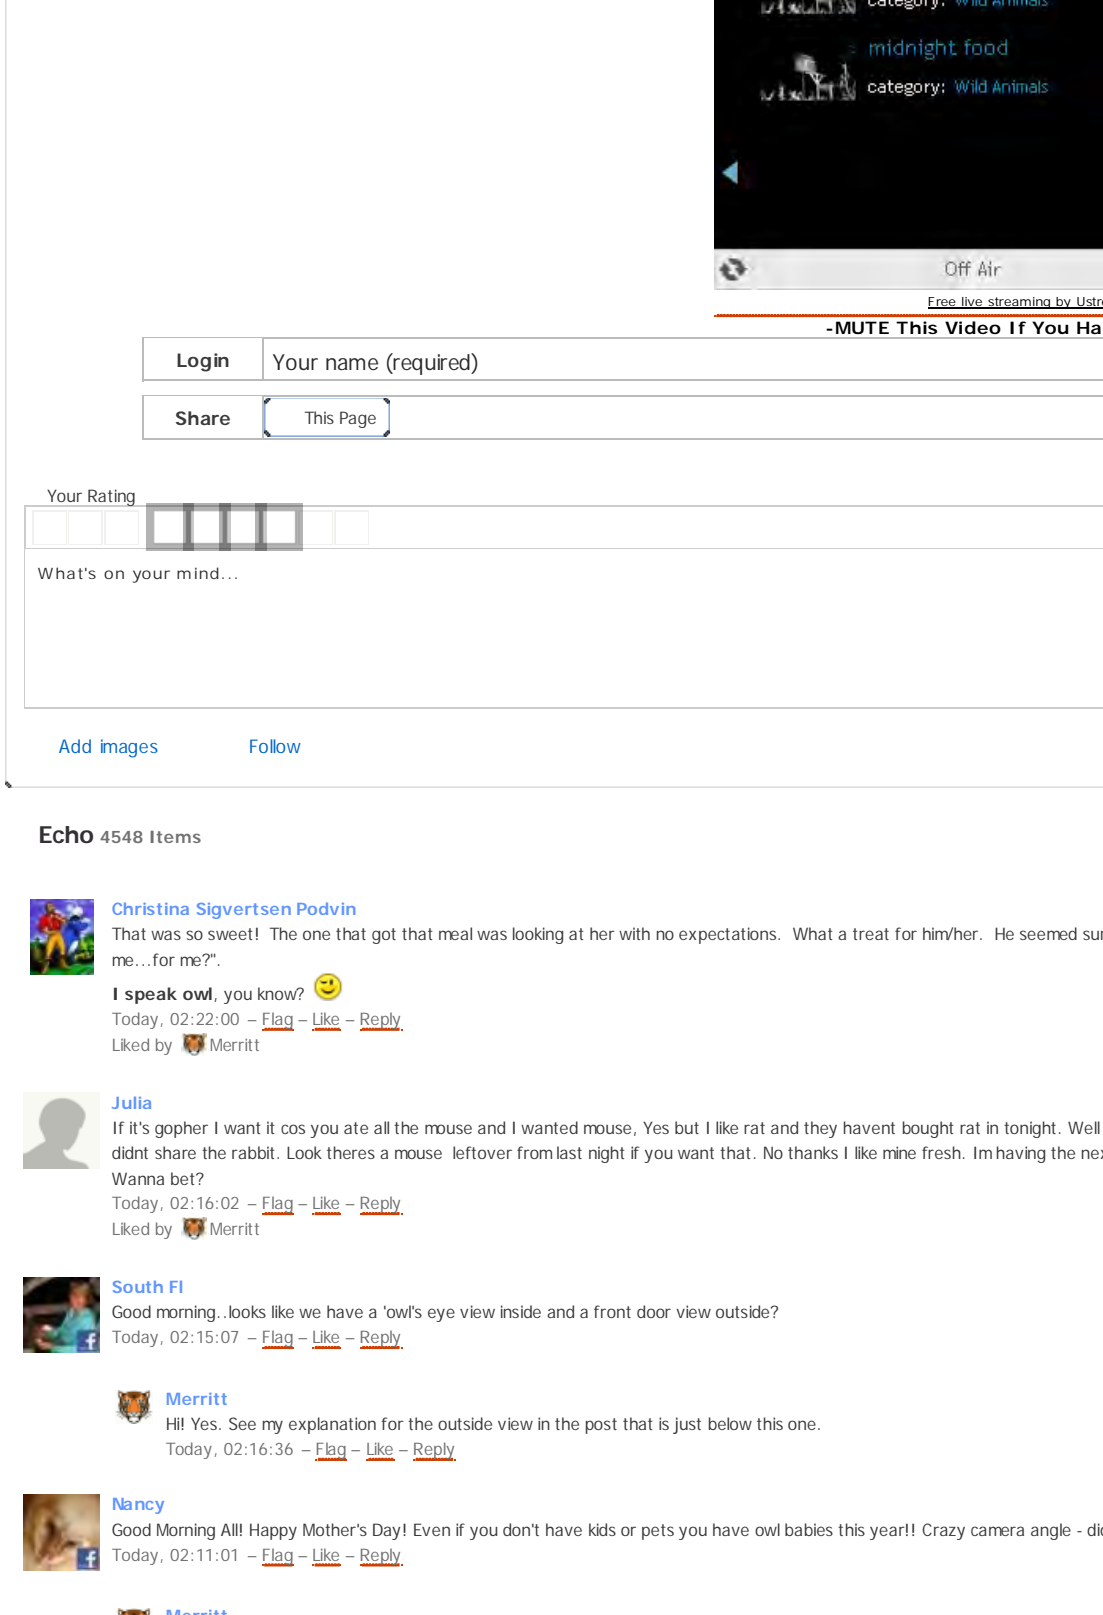 category: Wild Animals
midnight food
category: Wild Animals
Off Air
Free live streaming by Ustr
-MUTE This Video If You Ha
Login Your name (required)
Share This Page
Your Rating
What's on your mind...
Add images Follow
Echo 4548 Items
Christina Sigvertsen Podvin
That was so sweet! The one that got that meal was looking at her with no expectations. What a treat for him/her. He seemed sur
me...for me?".
I speak owl, you know?
Today, 02:22:00 – Flag – Like – Reply
Liked by Merritt
Julia
If it's gopher I want it cos you ate all the mouse and I wanted mouse, Yes but I like rat and they havent bought rat in tonight. Well
didnt share the rabbit. Look theres a mouse leftover from last night if you want that. No thanks I like mine fresh. Im having the nex
Wanna bet?
Today, 02:16:02 – Flag – Like – Reply
Liked by Merritt
South Fl
Good morning..looks like we have a 'owl's eye view inside and a front door view outside?
Today, 02:15:07 – Flag – Like – Reply
Merritt
Hi! Yes. See my explanation for the outside view in the post that is just below this one.
Today, 02:16:36 – Flag – Like – Reply
Nancy
Good Morning All! Happy Mother's Day! Even if you don't have kids or pets you have owl babies this year!! Crazy camera angle - di
Today, 02:11:01 – Flag – Like – Reply
Merritt